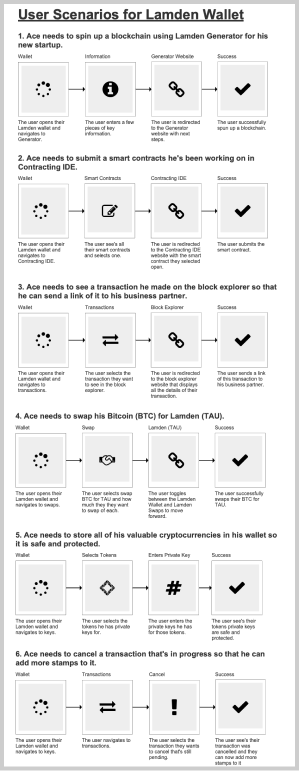 User Scenarios for Lamden Wallet
1. Ace needs to spin up a blockchain using Lamden Generator for his
new startup.
Wallet Information Generator Website Success
The user opens their Lamden wallet and navigates to Generator.
The user enters a few pieces of key information.
The user is redirected to the Generator website with next steps.
The user successfully spun up a blockchain.
2. Ace needs to submit a smart contracts he's been working on in
Contracting IDE.
Wallet Smart Contracts Contracting IDE Success
The user opens their Lamden wallet and navigates to Contracting IDE.
The user see's all their smart contracts and selects one.
The user is redirected to the Contracting IDE website with the smart contract they selected open.
The user submits the smart contract.
3. Ace needs to see a transaction he made on the block explorer so that
he can send a link of it to his business partner.
Wallet Transactions Block Explorer Success
The user opens their Lamden wallet and navigates to transactions.
The user selects the transaction they want to see in the block explorer.
The user is redirected to the block explorer website that displays all the details of their transaction.
The user sends a link of this transaction to his business partner.
4. Ace needs to swap his Bitcoin (BTC) for Lamden (TAU).
Wallet Swap Lamden (TAU) Success
The user opens their Lamden wallet and navigates to swaps.
The user selects swap BTC for TAU and how much they want to swap of each.
The user toggles between the Lamden Wallet and Lamden Swaps to move forward.
The user successfully swaps their BTC for TAU.
5. Ace needs to store all of his valuable cryptocurrencies in his wallet so
it is safe and protected.
Wallet Selects Tokens Enters Private Key Success
The user opens their Lamden wallet and navigates to keys.
The user selects the tokens he has private keys for.
The user enters the private keys he has for those tokens.
The user see's their tokens privates keys are safe and protected.
6. Ace needs to cancel a transaction that's in progress so that he can
add more stamps to it.
Wallet Transactions Cancel Success
The user opens their Lamden wallet and navigates to keys.
The user navigates to transactions.
The user selects the transaction they wants to cancel that's still pending.
The user see's their transaction was cancelled and they can now add more stamps to it